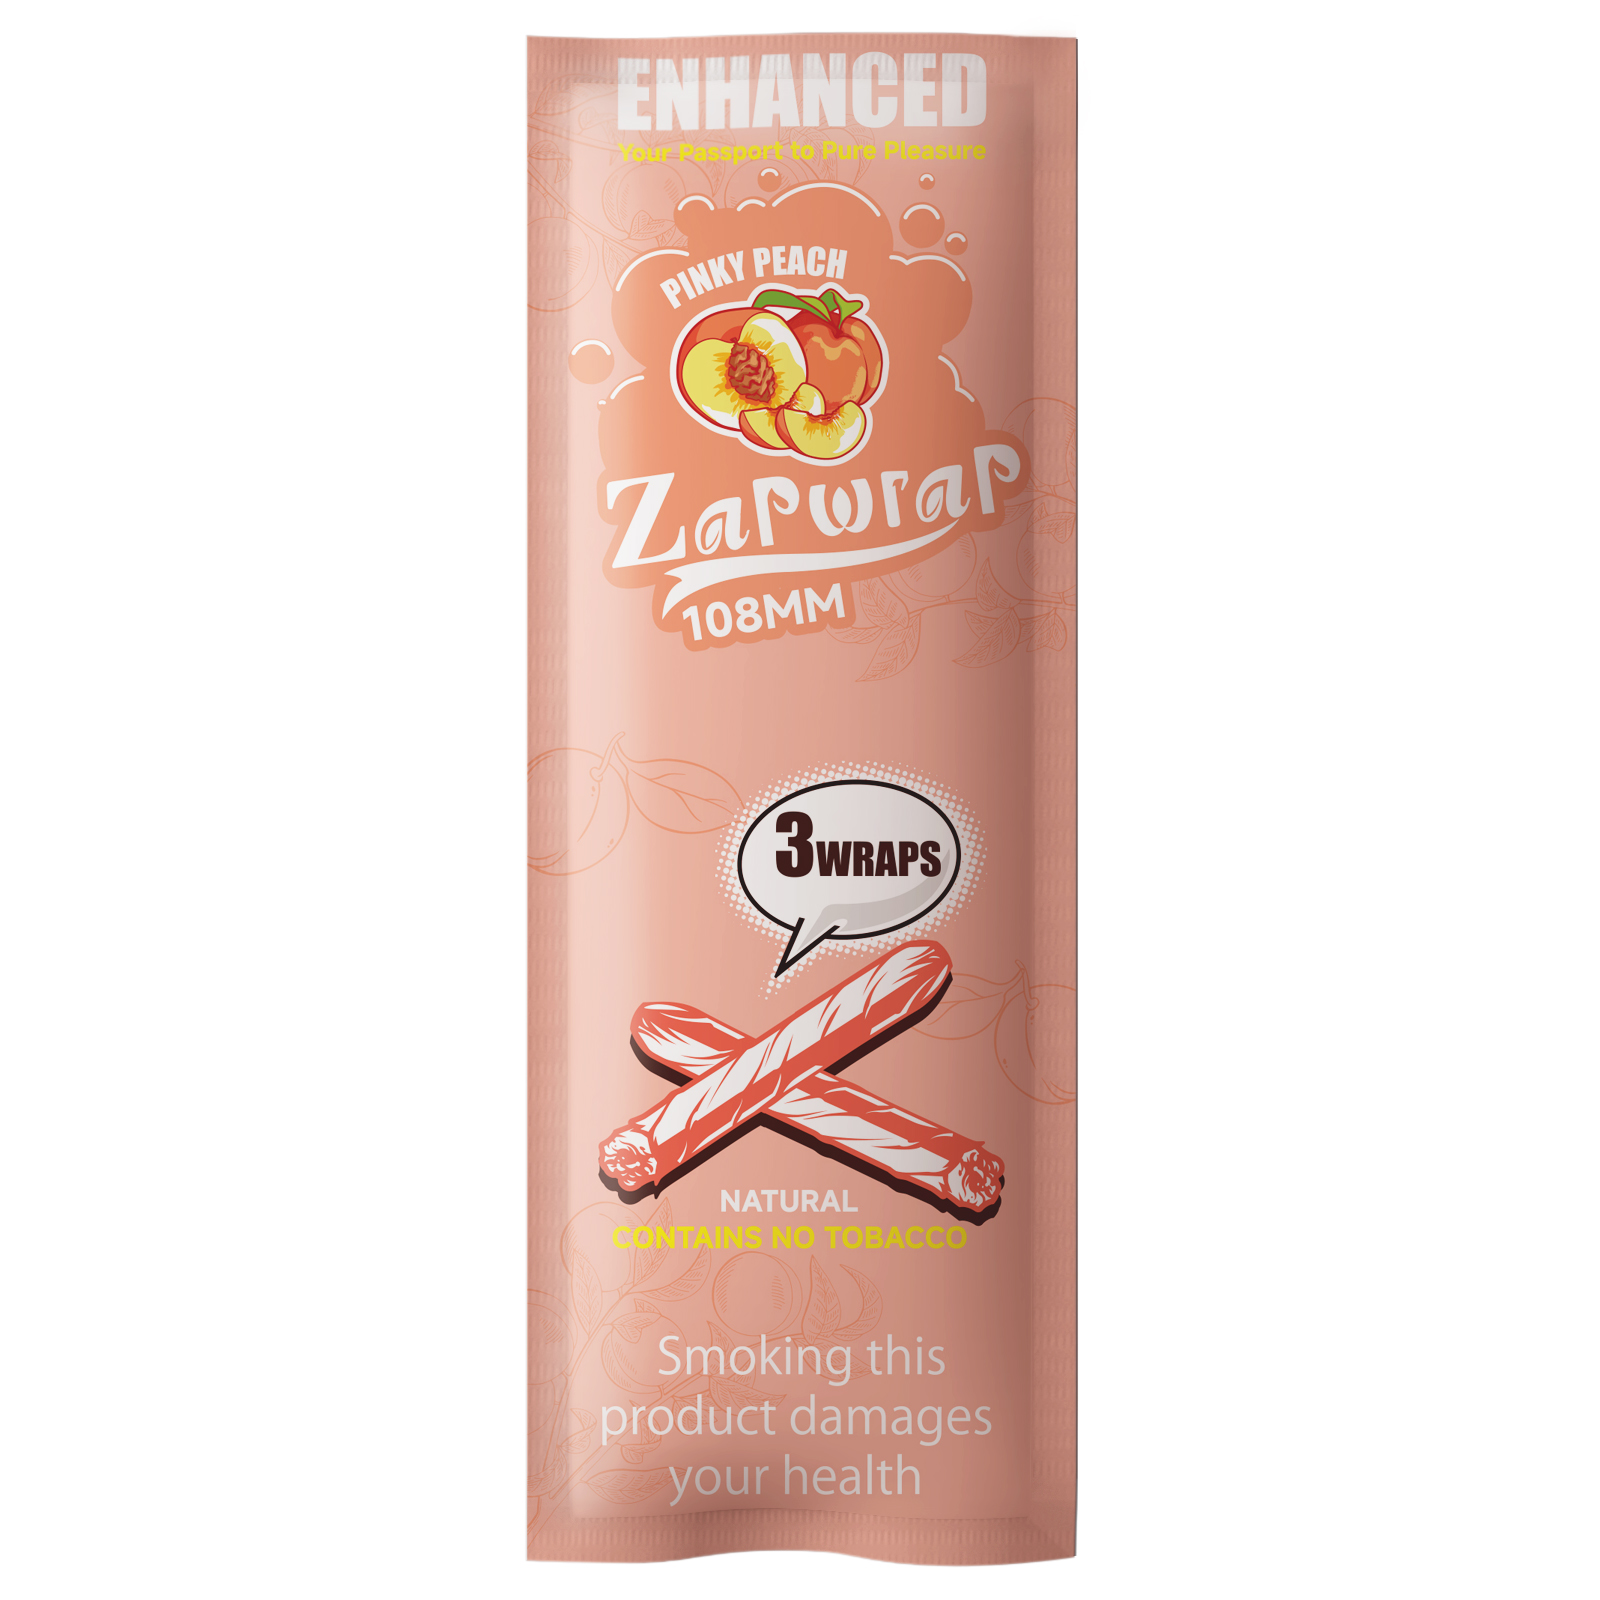 ENHANCED
Your Passport to Pure Pleasure
PINKY PEACH
Zapwrap
108MM
3WRAPS
NATURAL
CONTAINS NO TOBACCO
Smoking this
product damages
your health